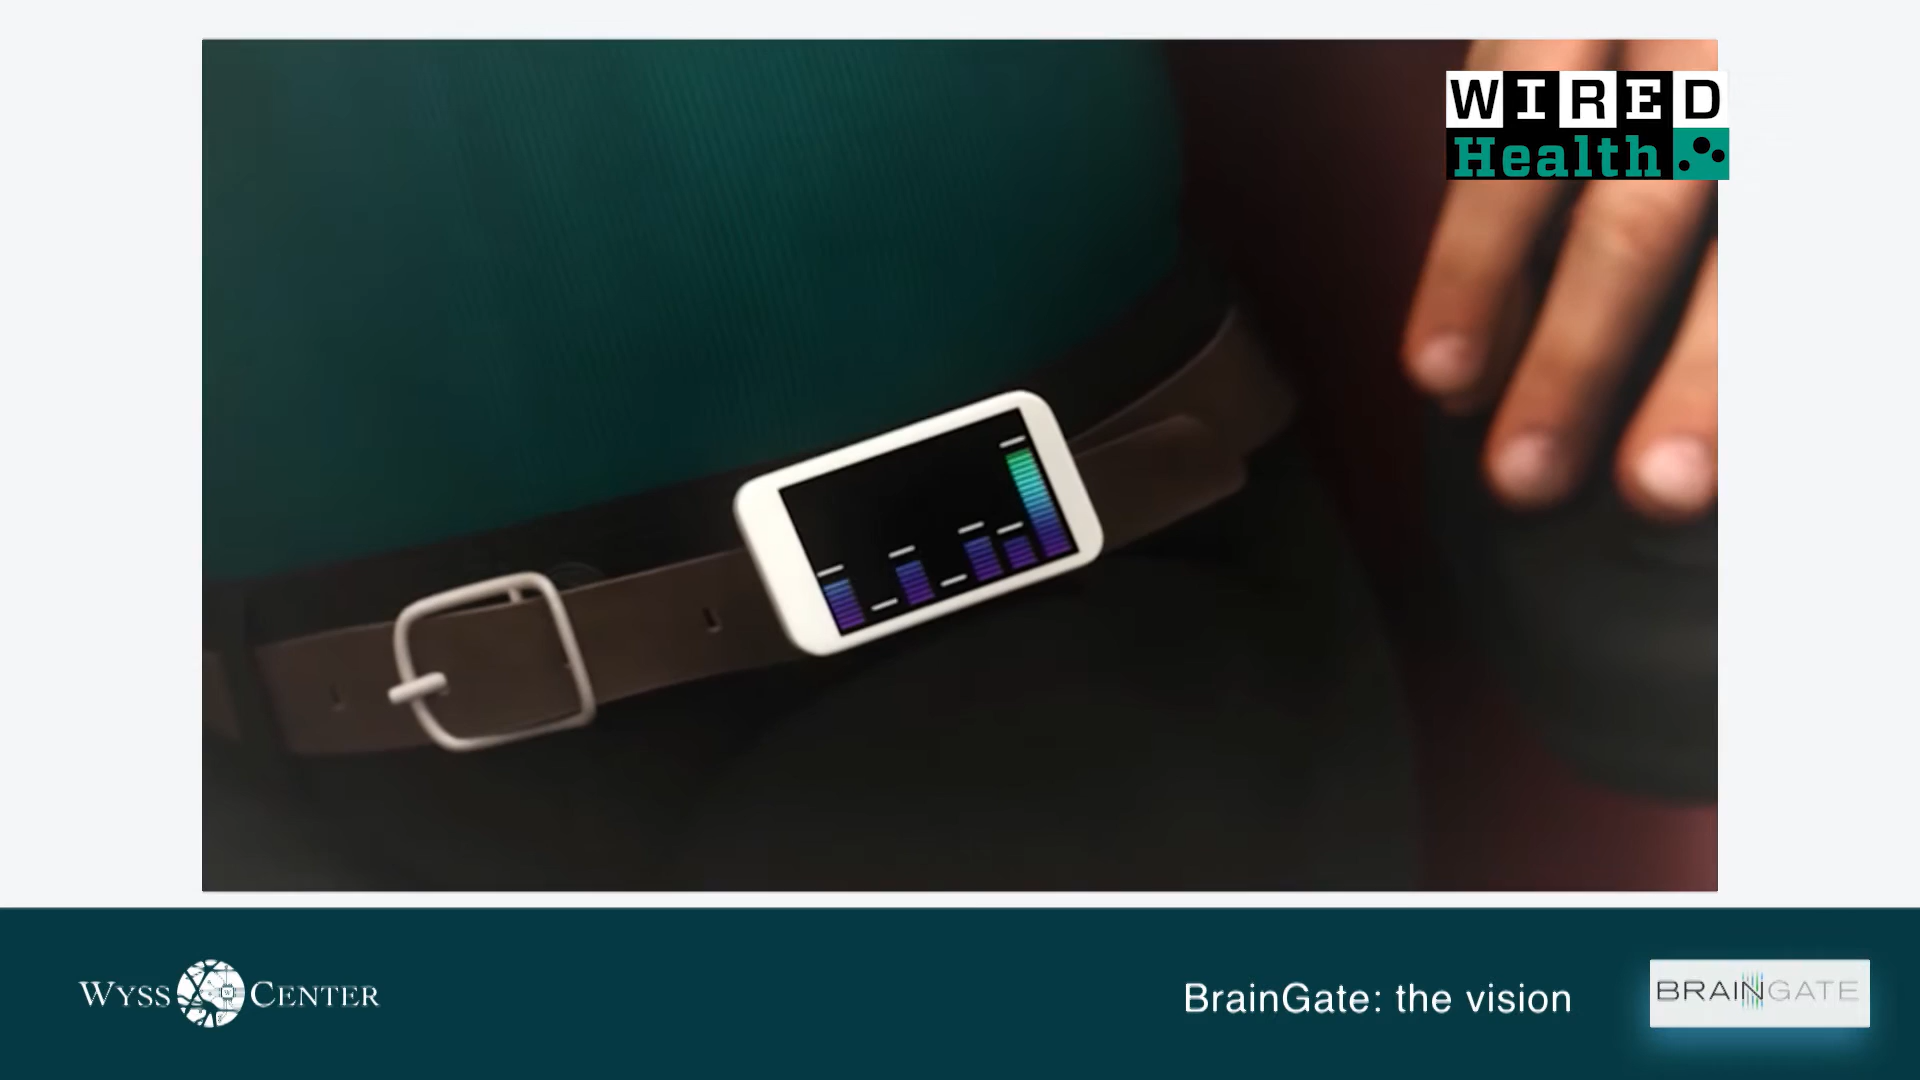 WIRED
Health
WYSS CENTER
BrainGate: the vision
BRAINGATE